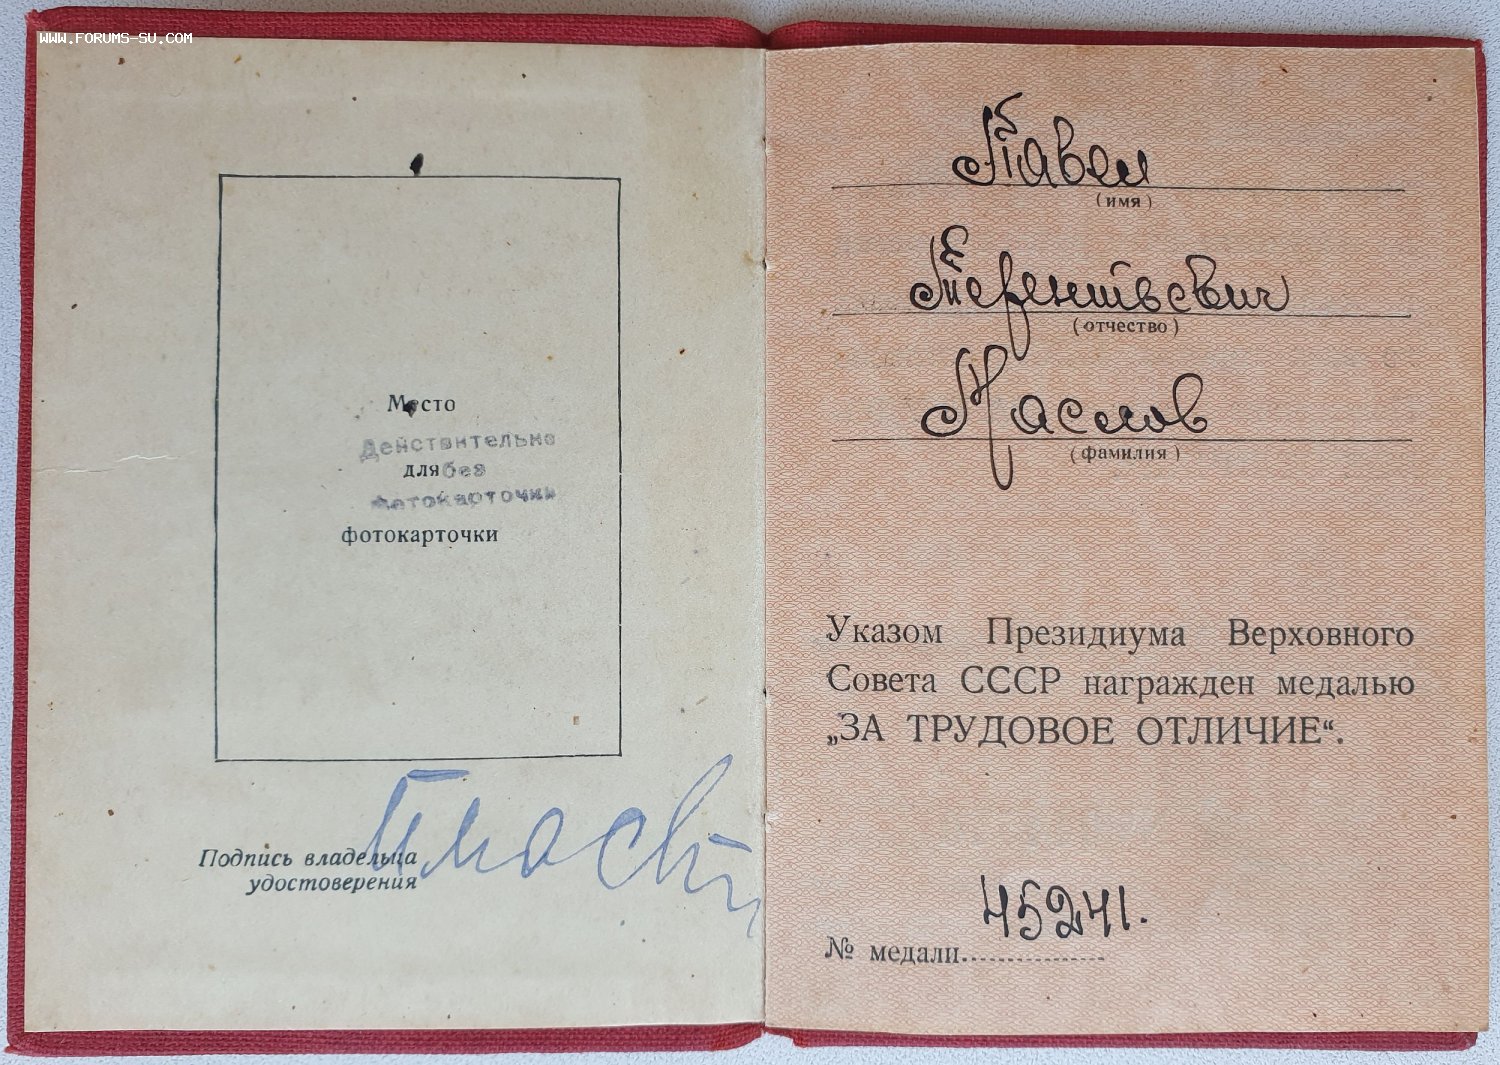 WWW.FORUMS-SU.COM
Место
Действительно
для без
фотокарточки
фотокарточки
Подпись владельца
удостоверения
Павел
(имя)
Терентьевич
(отчество)
Маслов
(фамилия)
Указом Президиума Верховного
Совета СССР награжден медалью
„ЗА ТРУДОВОЕ ОТЛИЧИЕ“.
№ медали 45241.